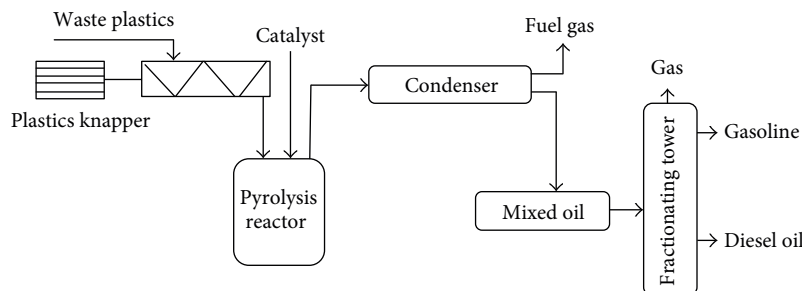 Waste plastics
Plastics knapper
Catalyst
Pyrolysis
reactor
Condenser
Fuel gas
Mixed oil
Gas
Fractionating tower
Gasoline
Diesel oil